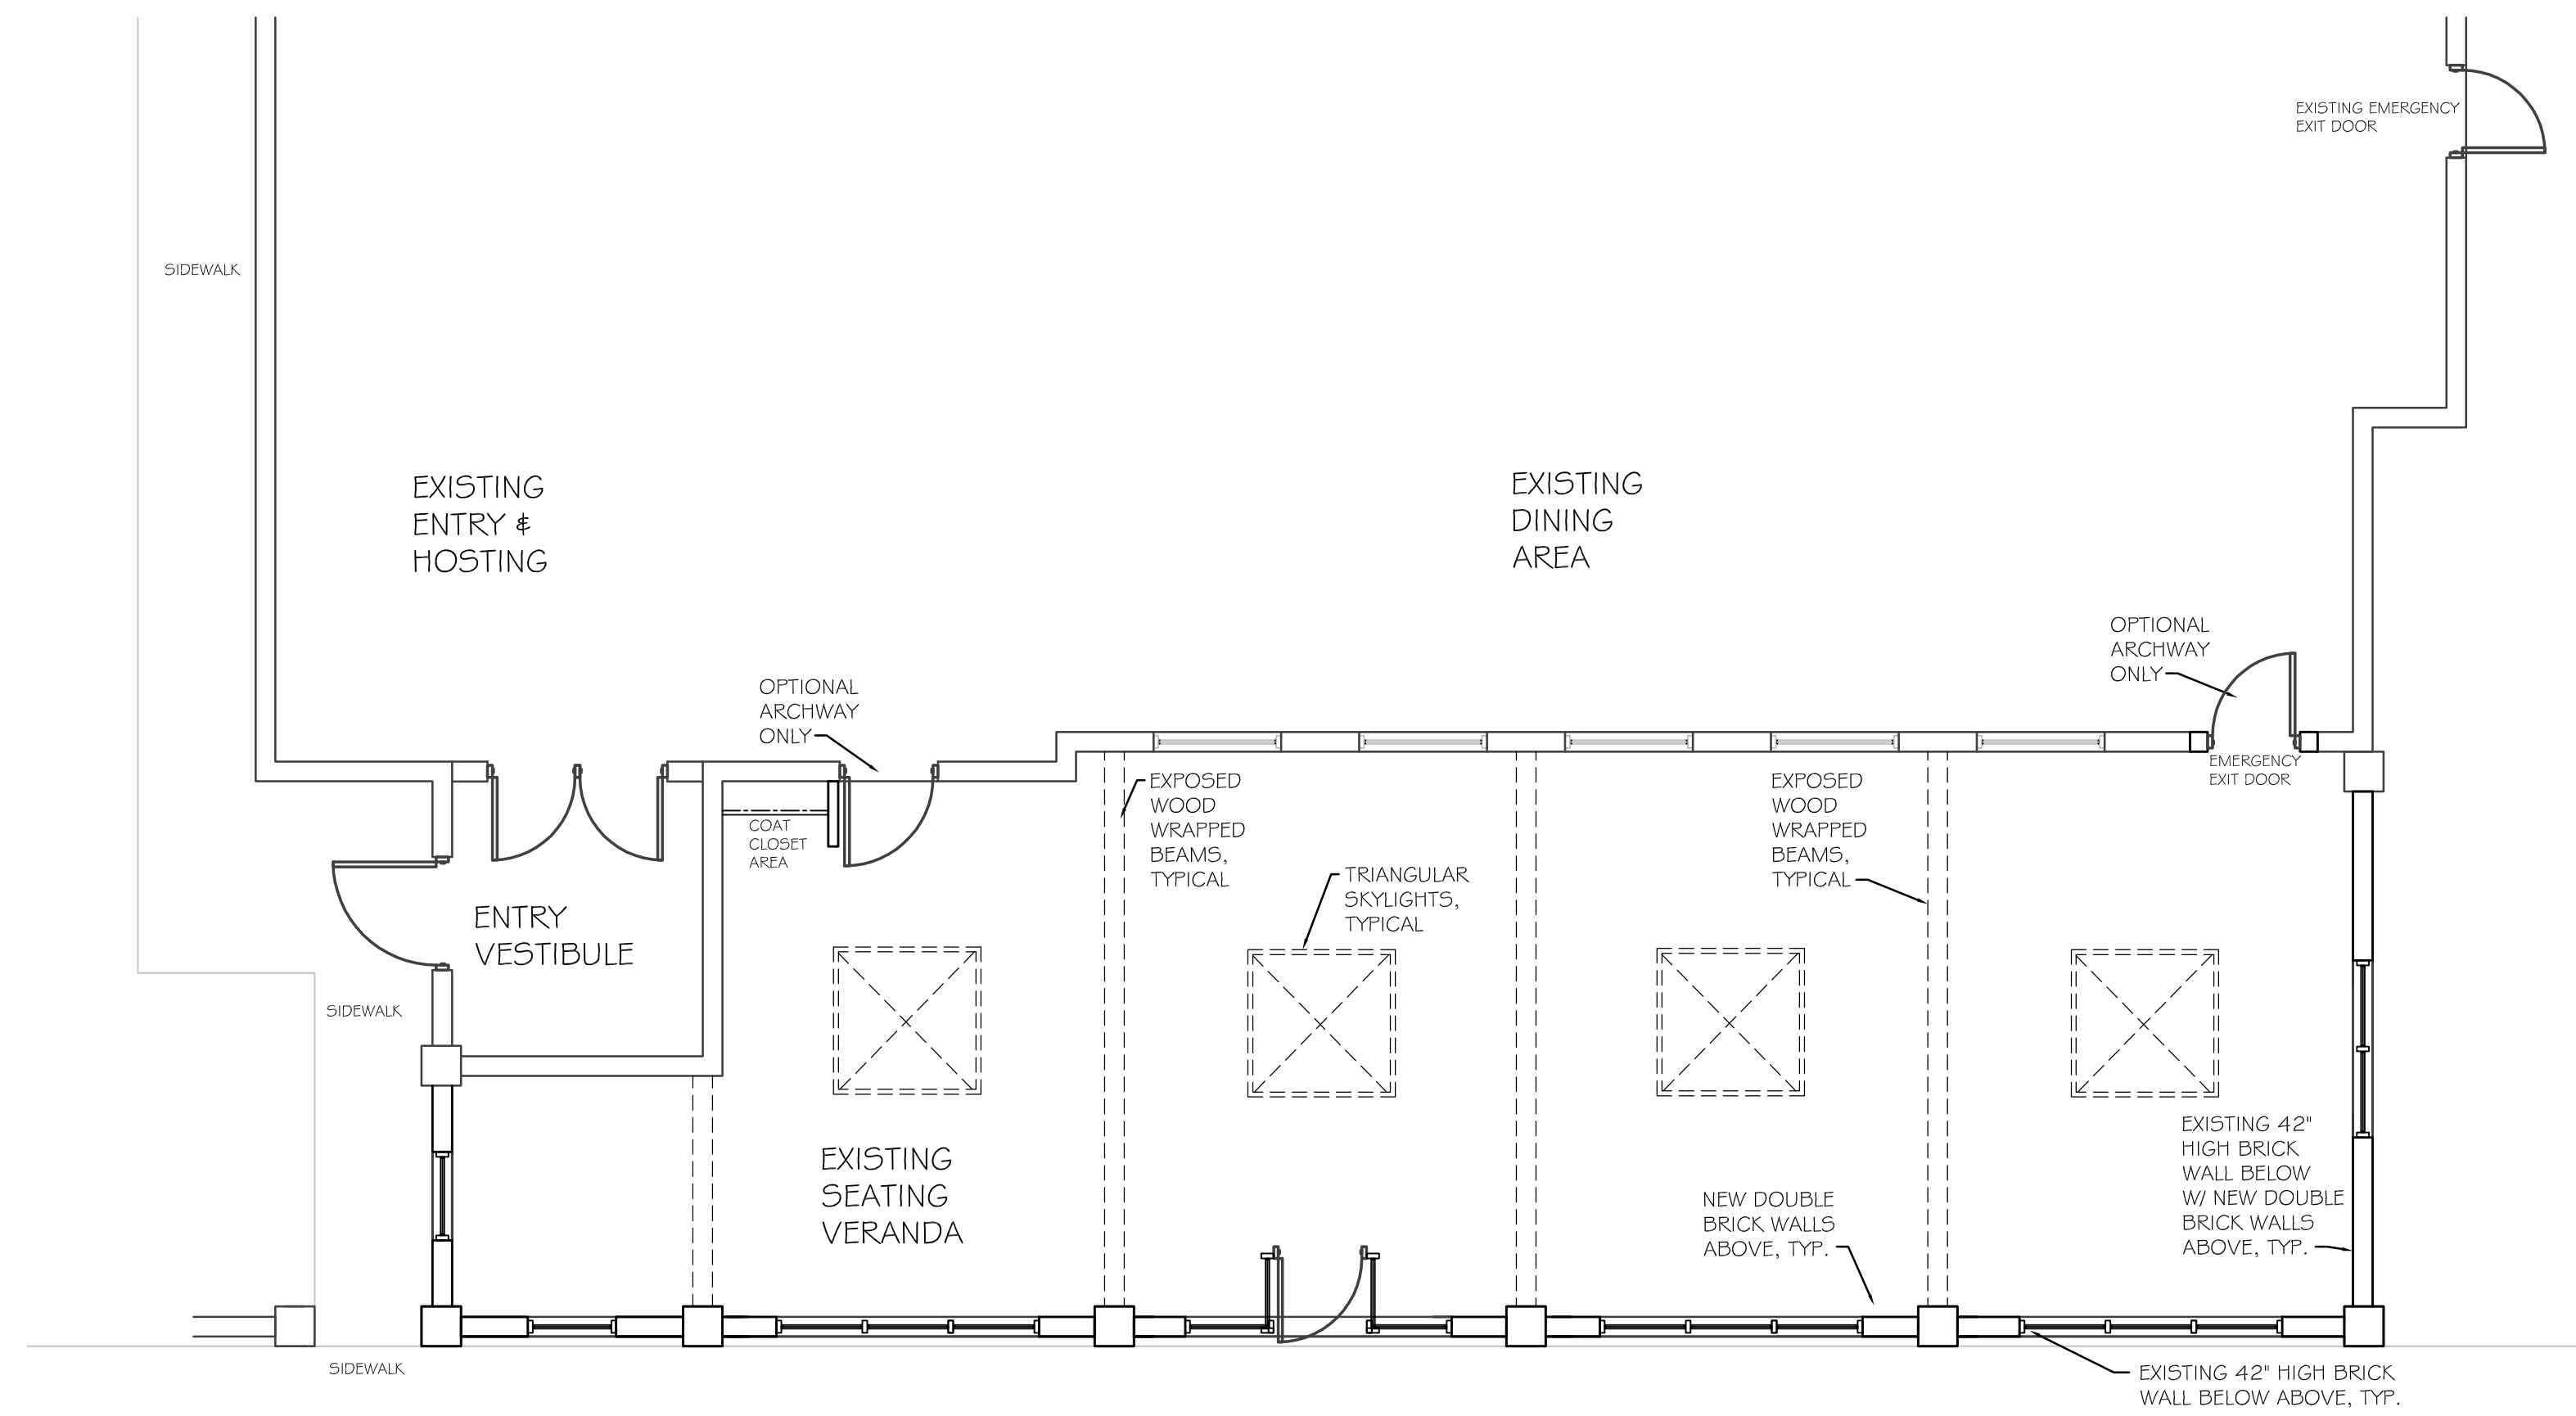 EXISTING EMERGENCY
EXIT DOOR
SIDEWALK
EXISTING
ENTRY &
HOSTING
EXISTING
DINING
AREA
OPTIONAL
ARCHWAY
ONLY
OPTIONAL
ARCHWAY
ONLY
EMERGENCY
EXIT DOOR
COAT
CLOSET
AREA
EXPOSED
WOOD
WRAPPED
BEAMS,
TYPICAL
EXPOSED
WOOD
WRAPPED
BEAMS,
TYPICAL
TRIANGULAR
SKYLIGHTS,
TYPICAL
ENTRY
VESTIBULE
SIDEWALK
EXISTING
SEATING
VERANDA
NEW DOUBLE
BRICK WALLS
ABOVE, TYP.
EXISTING 42"
HIGH BRICK
WALL BELOW
W/ NEW DOUBLE
BRICK WALLS
ABOVE, TYP.
SIDEWALK
EXISTING 42" HIGH BRICK
WALL BELOW ABOVE, TYP.